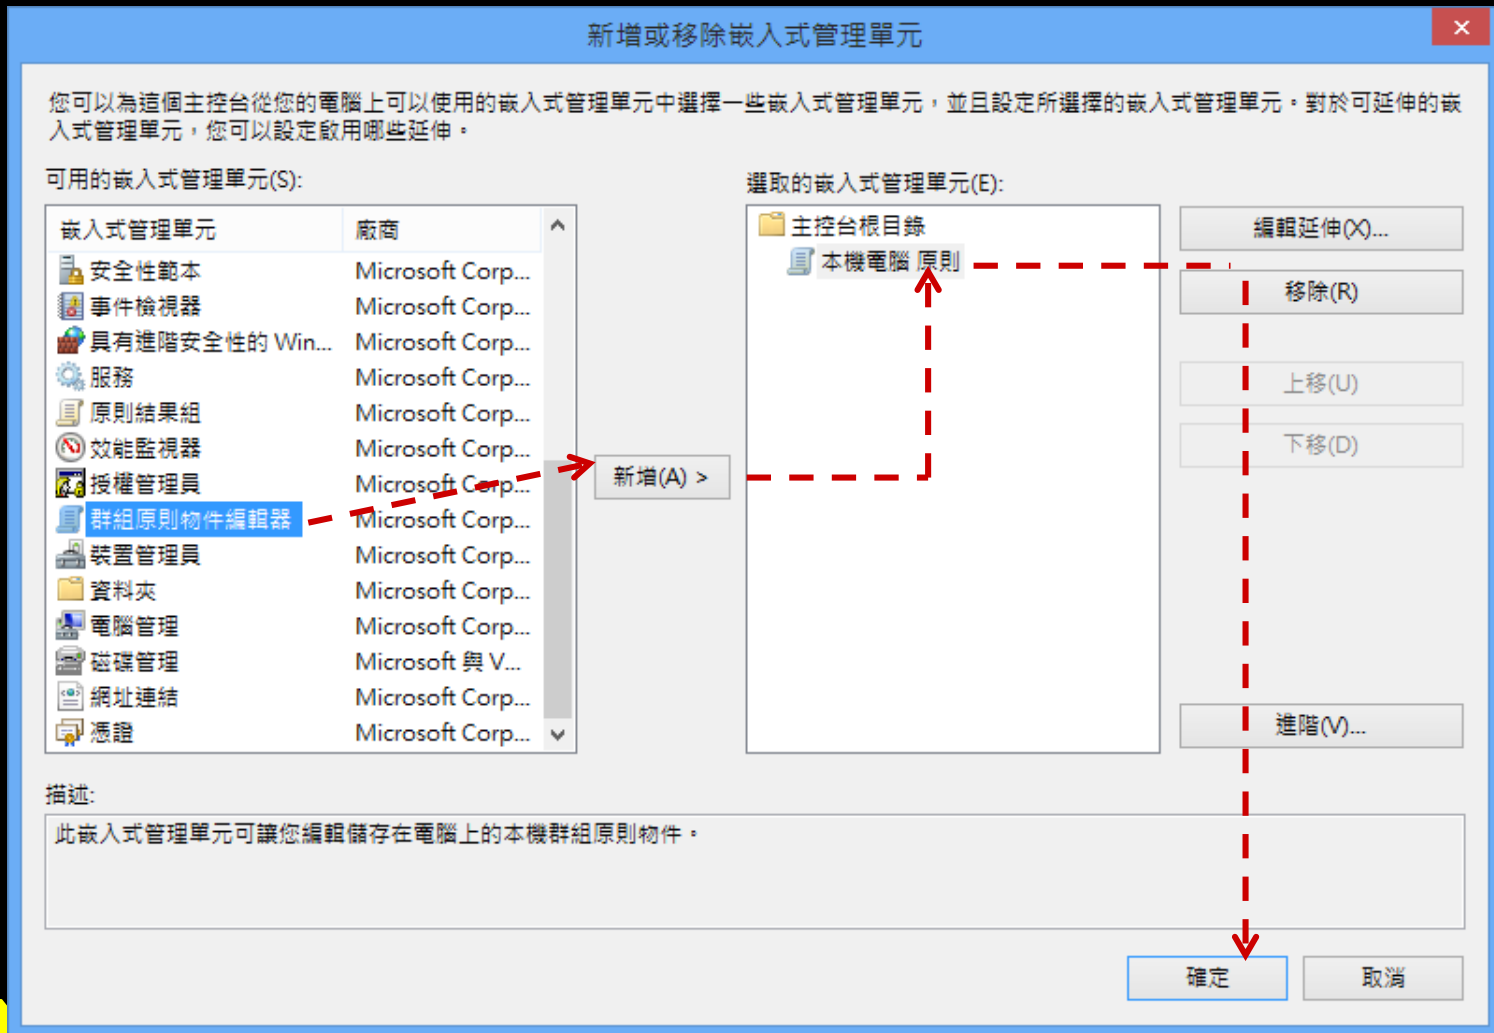 新增或移除嵌入式管理單元
您可以為這個主控台從您的電腦上可以使用的嵌入式管理單元中選擇一些嵌入式管理單元，並且設定所選擇的嵌入式管理單元。對於可延伸的嵌
入式管理單元，您可以設定啟用哪些延伸。
可用的嵌入式管理單元(S):
嵌入式管理單元 廠商
安全性範本 Microsoft Corp...
事件檢視器 Microsoft Corp...
具有進階安全性的 Win... Microsoft Corp...
服務 Microsoft Corp...
原則結果組 Microsoft Corp...
效能監視器 Microsoft Corp...
授權管理員 Microsoft Corp...
群組原則物件編輯器 Microsoft Corp...
裝置管理員 Microsoft Corp...
資料夾 Microsoft Corp...
電腦管理 Microsoft Corp...
磁碟管理 Microsoft 與 V...
網址連結 Microsoft Corp...
憑證 Microsoft Corp...
新增(A) >
選取的嵌入式管理單元(E):
主控台根目錄
本機電腦 原則
編輯延伸(X)...
移除(R)
上移(U)
下移(D)
進階(V)...
描述:
此嵌入式管理單元可讓您編輯儲存在電腦上的本機群組原則物件。
確定 取消